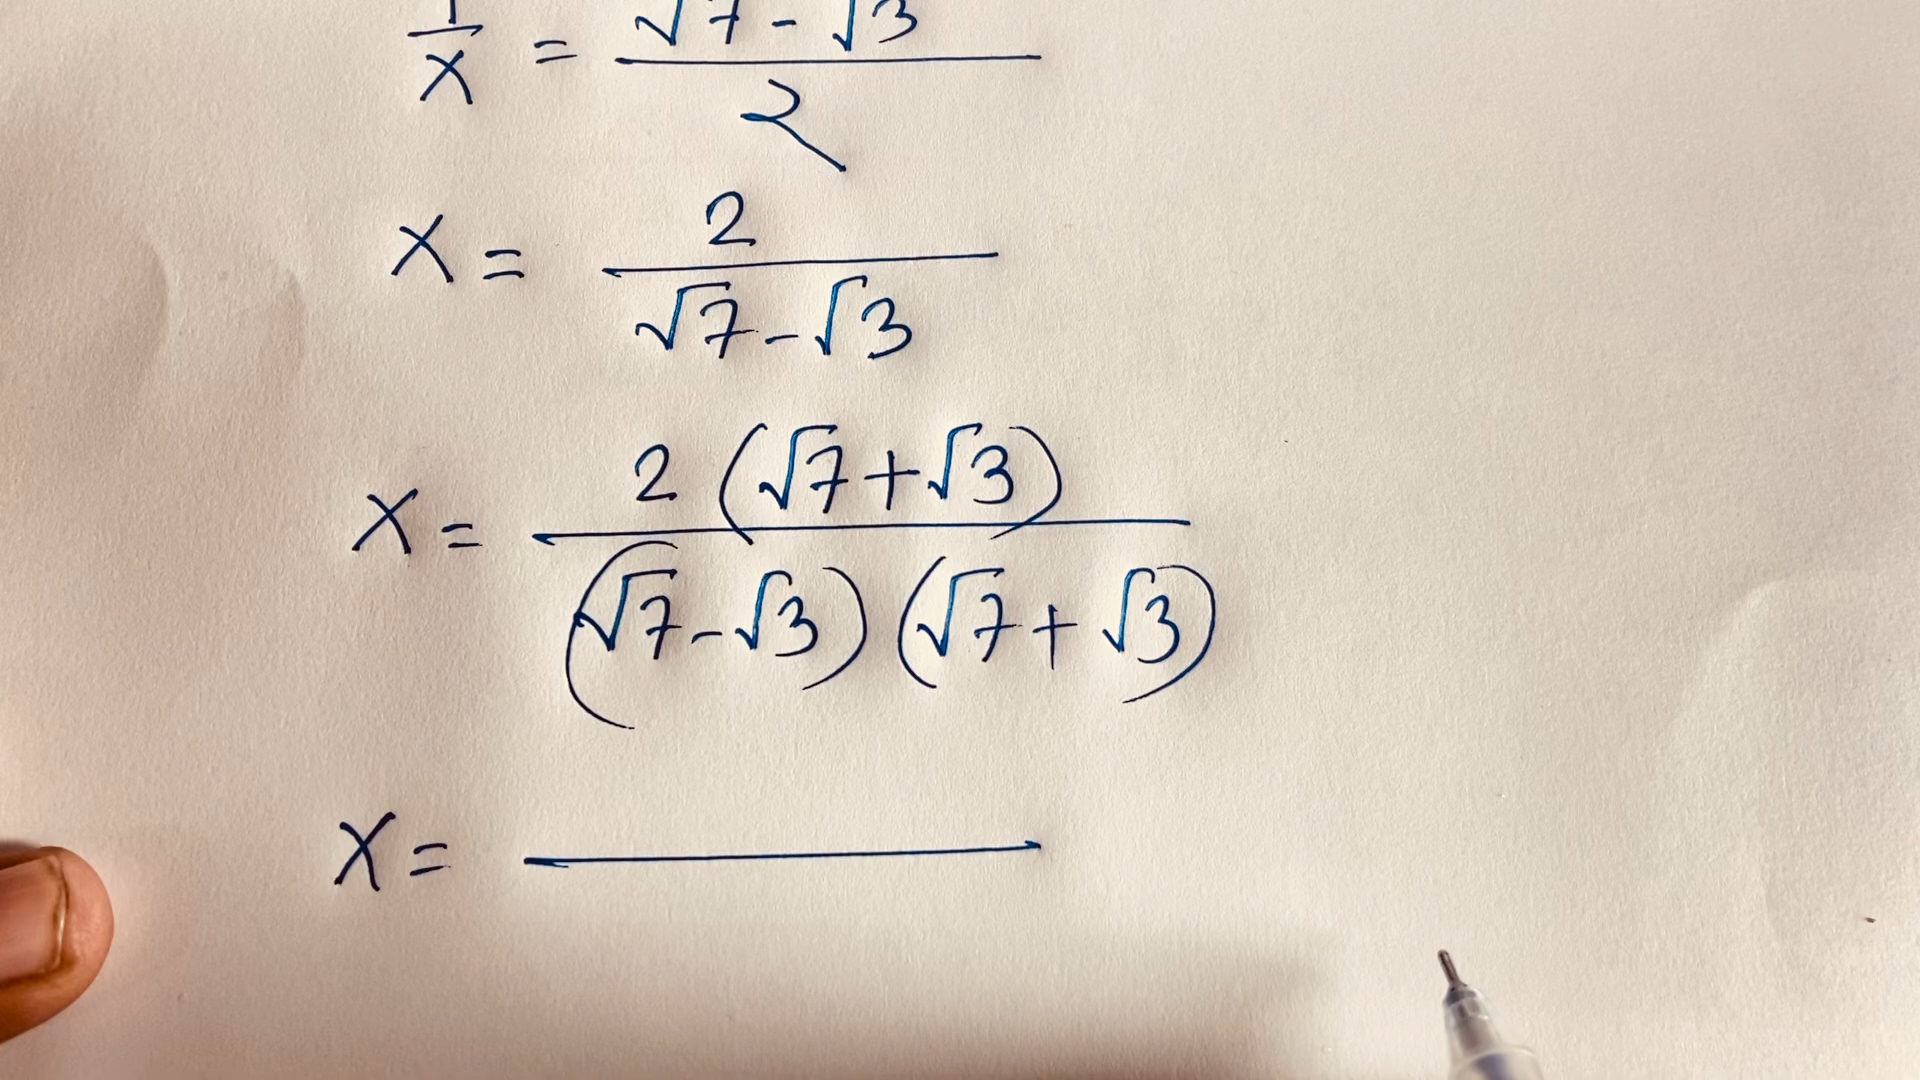 1/x = (√7 - √3)/2
x = 2/(√7 - √3)
x = 2(√7 + √3)/((√7 - √3)(√7 + √3))
x =